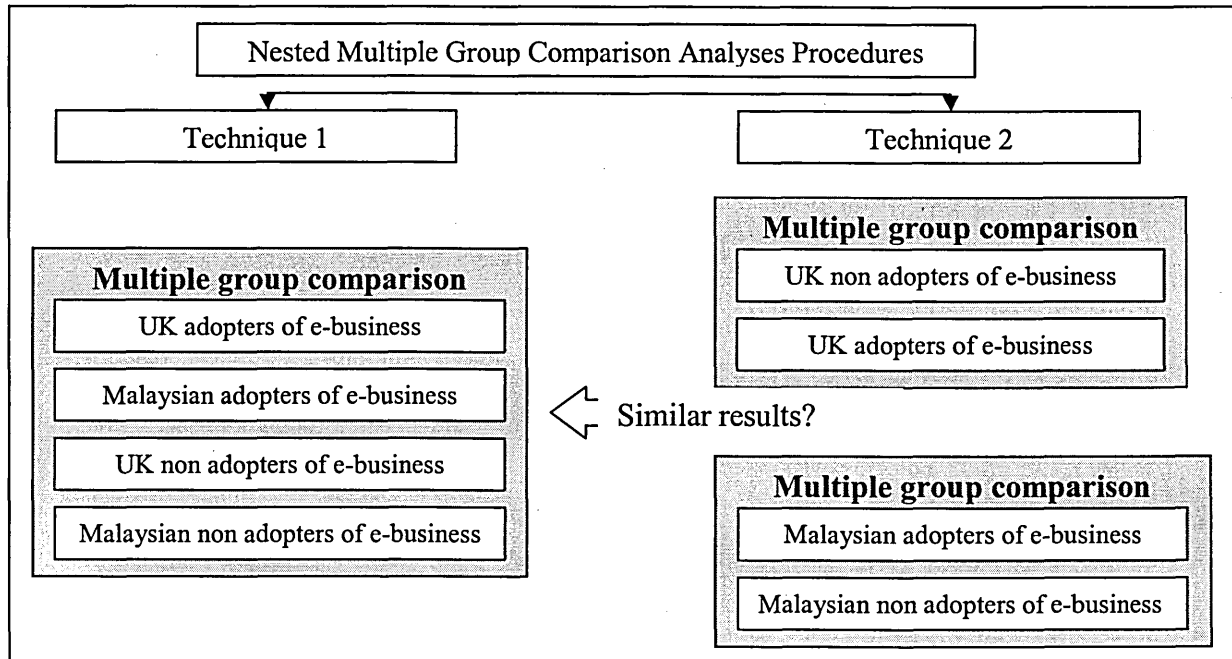 Nested Multiple Group Comparison Analyses Procedures
Technique 1
Technique 2
Multiple group comparison
UK adopters of e-business
Malaysian adopters of e-business
UK non adopters of e-business
Malaysian non adopters of e-business
Similar results?
Multiple group comparison
UK non adopters of e-business
UK adopters of e-business
Multiple group comparison
Malaysian adopters of e-business
Malaysian non adopters of e-business